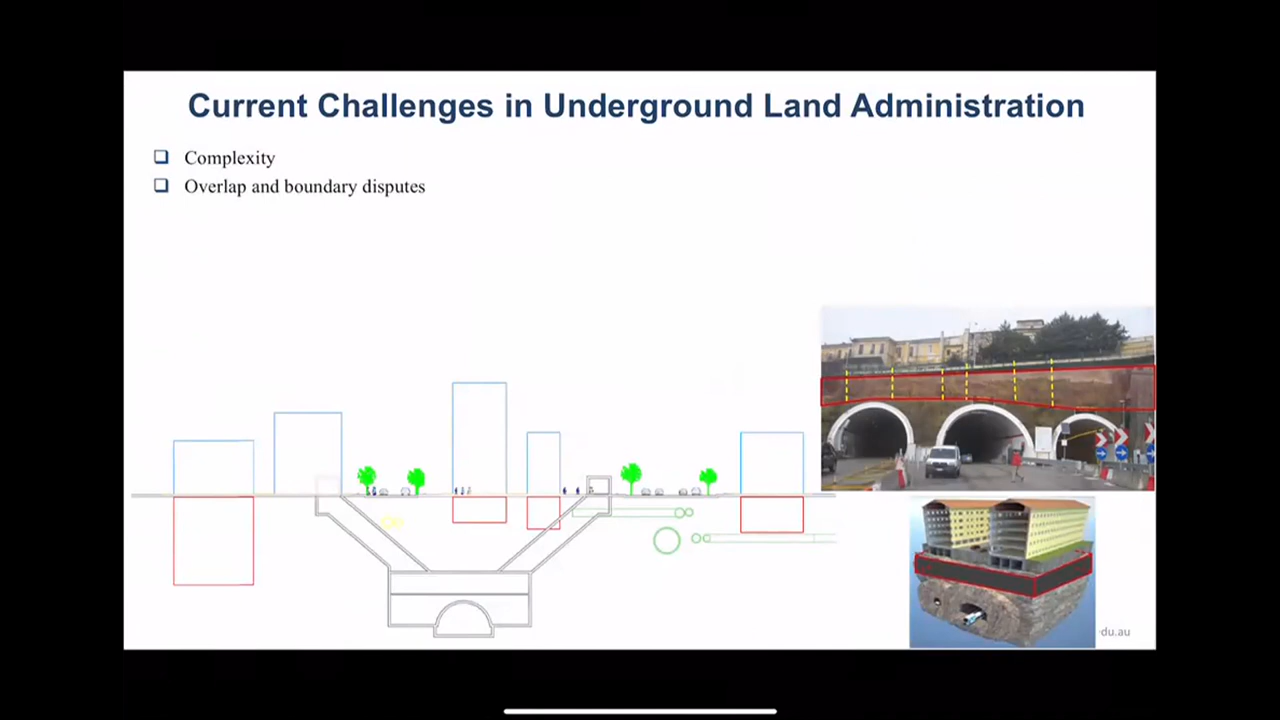 Current Challenges in Underground Land Administration
Complexity
Overlap and boundary disputes
du.au